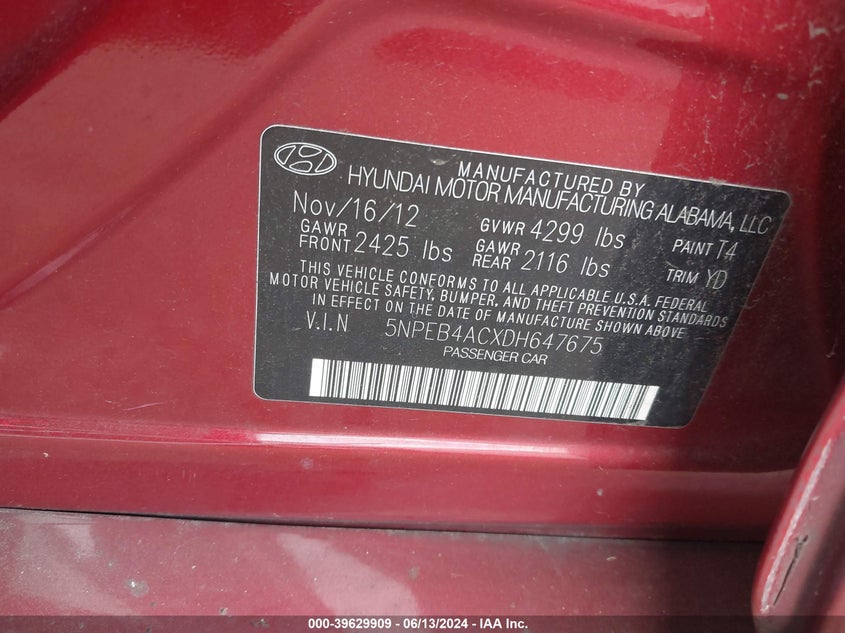 MANUFACTURED BY
HYUNDAI MOTOR MANUFACTURING ALABAMA, LLC
Nov/16/12 GVWR 4299 lbs PAINT T4
GAWR FRONT 2425 lbs GAWR REAR 2116 lbs TRIM YD
THIS VEHICLE CONFORMS TO ALL APPLICABLE U.S.A. FEDERAL
MOTOR VEHICLE SAFETY, BUMPER, AND THEFT PREVENTION STANDARDS
IN EFFECT ON THE DATE OF MANUFACTURE SHOWN ABOVE
V.I.N 5NPEB4ACXDH647675
PASSENGER CAR
000-39629909 - 06/13/2024 - IAA Inc.